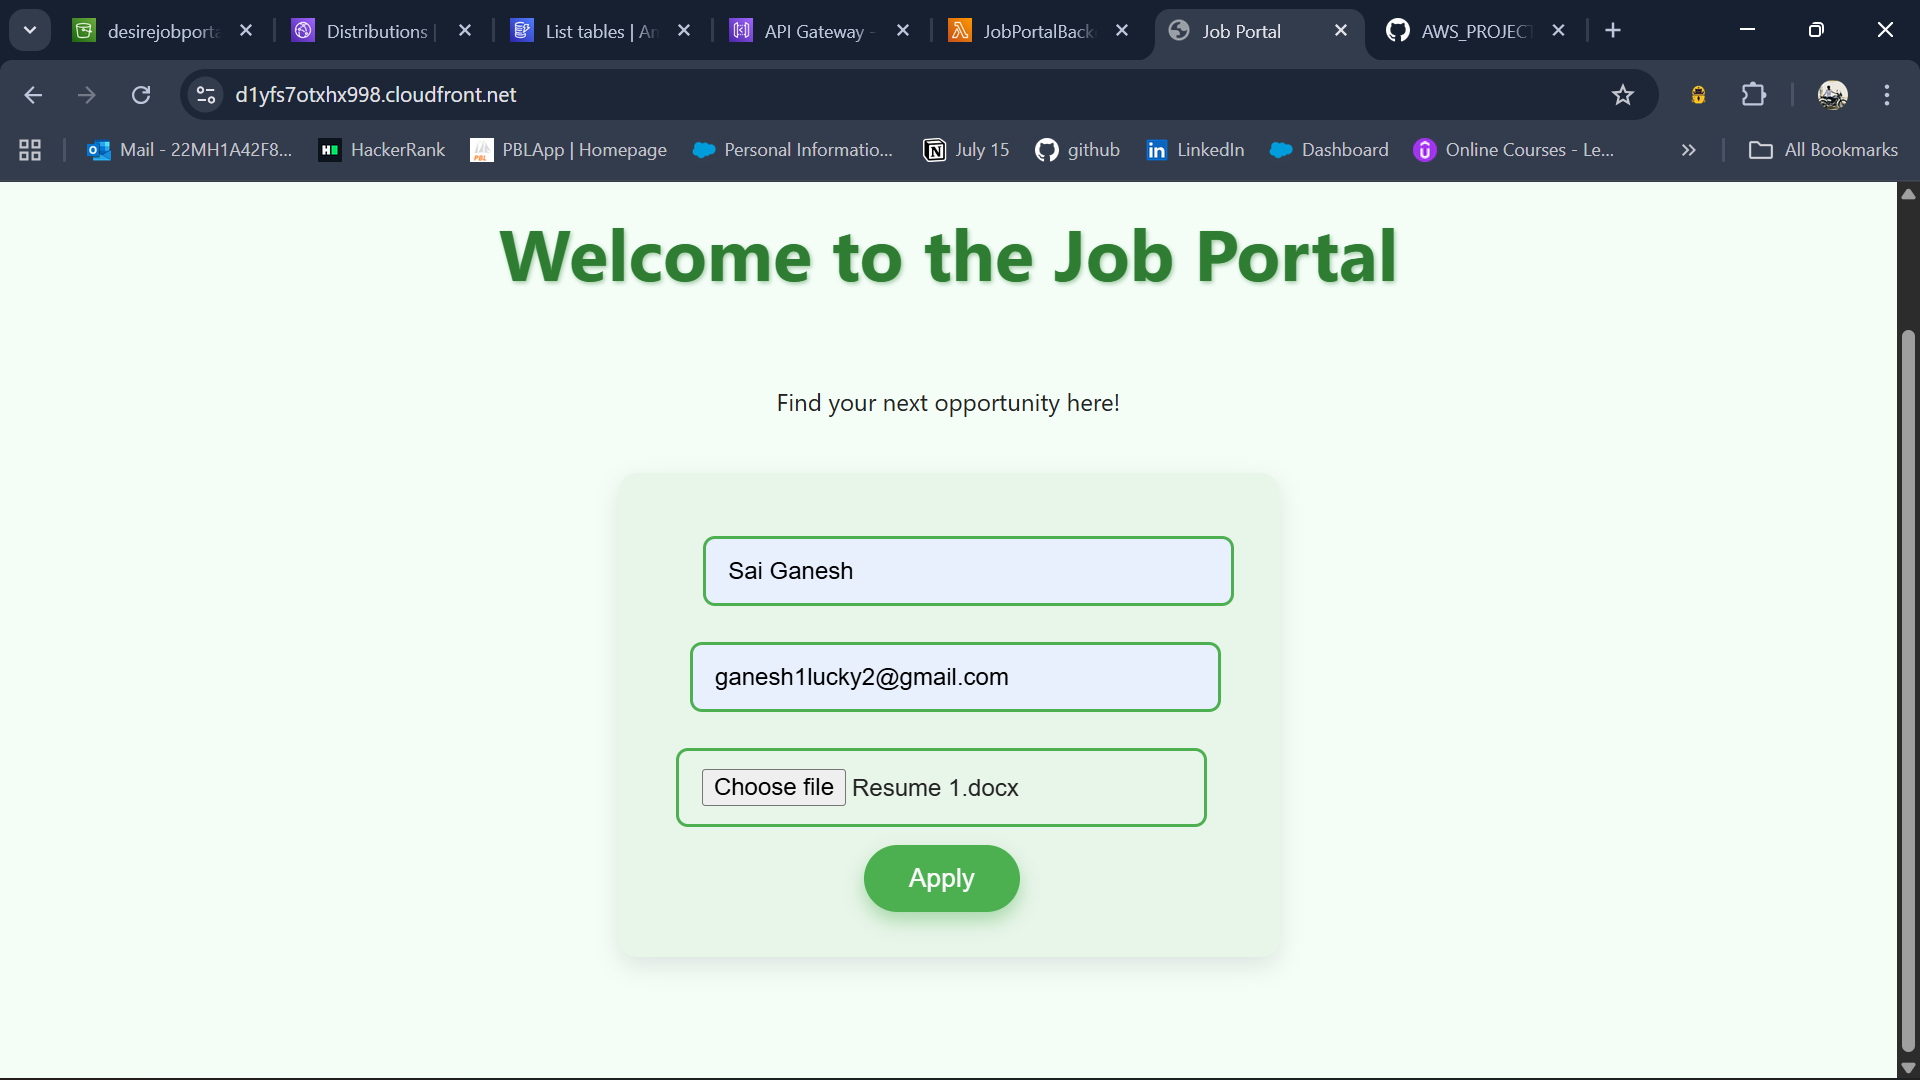 desirejobporta
Distributions |
List tables | Am
API Gateway -
JobPortalBack
Job Portal
AWS_PROJECT
d1yfs7otxhx998.cloudfront.net
Mail - 22MH1A42F8...
HackerRank
PBLApp | Homepage
Personal Informatio...
July 15
github
LinkedIn
Dashboard
Online Courses - Le...
All Bookmarks
Welcome to the Job Portal
Find your next opportunity here!
Sai Ganesh
ganesh1lucky2@gmail.com
Choose file Resume 1.docx
Apply